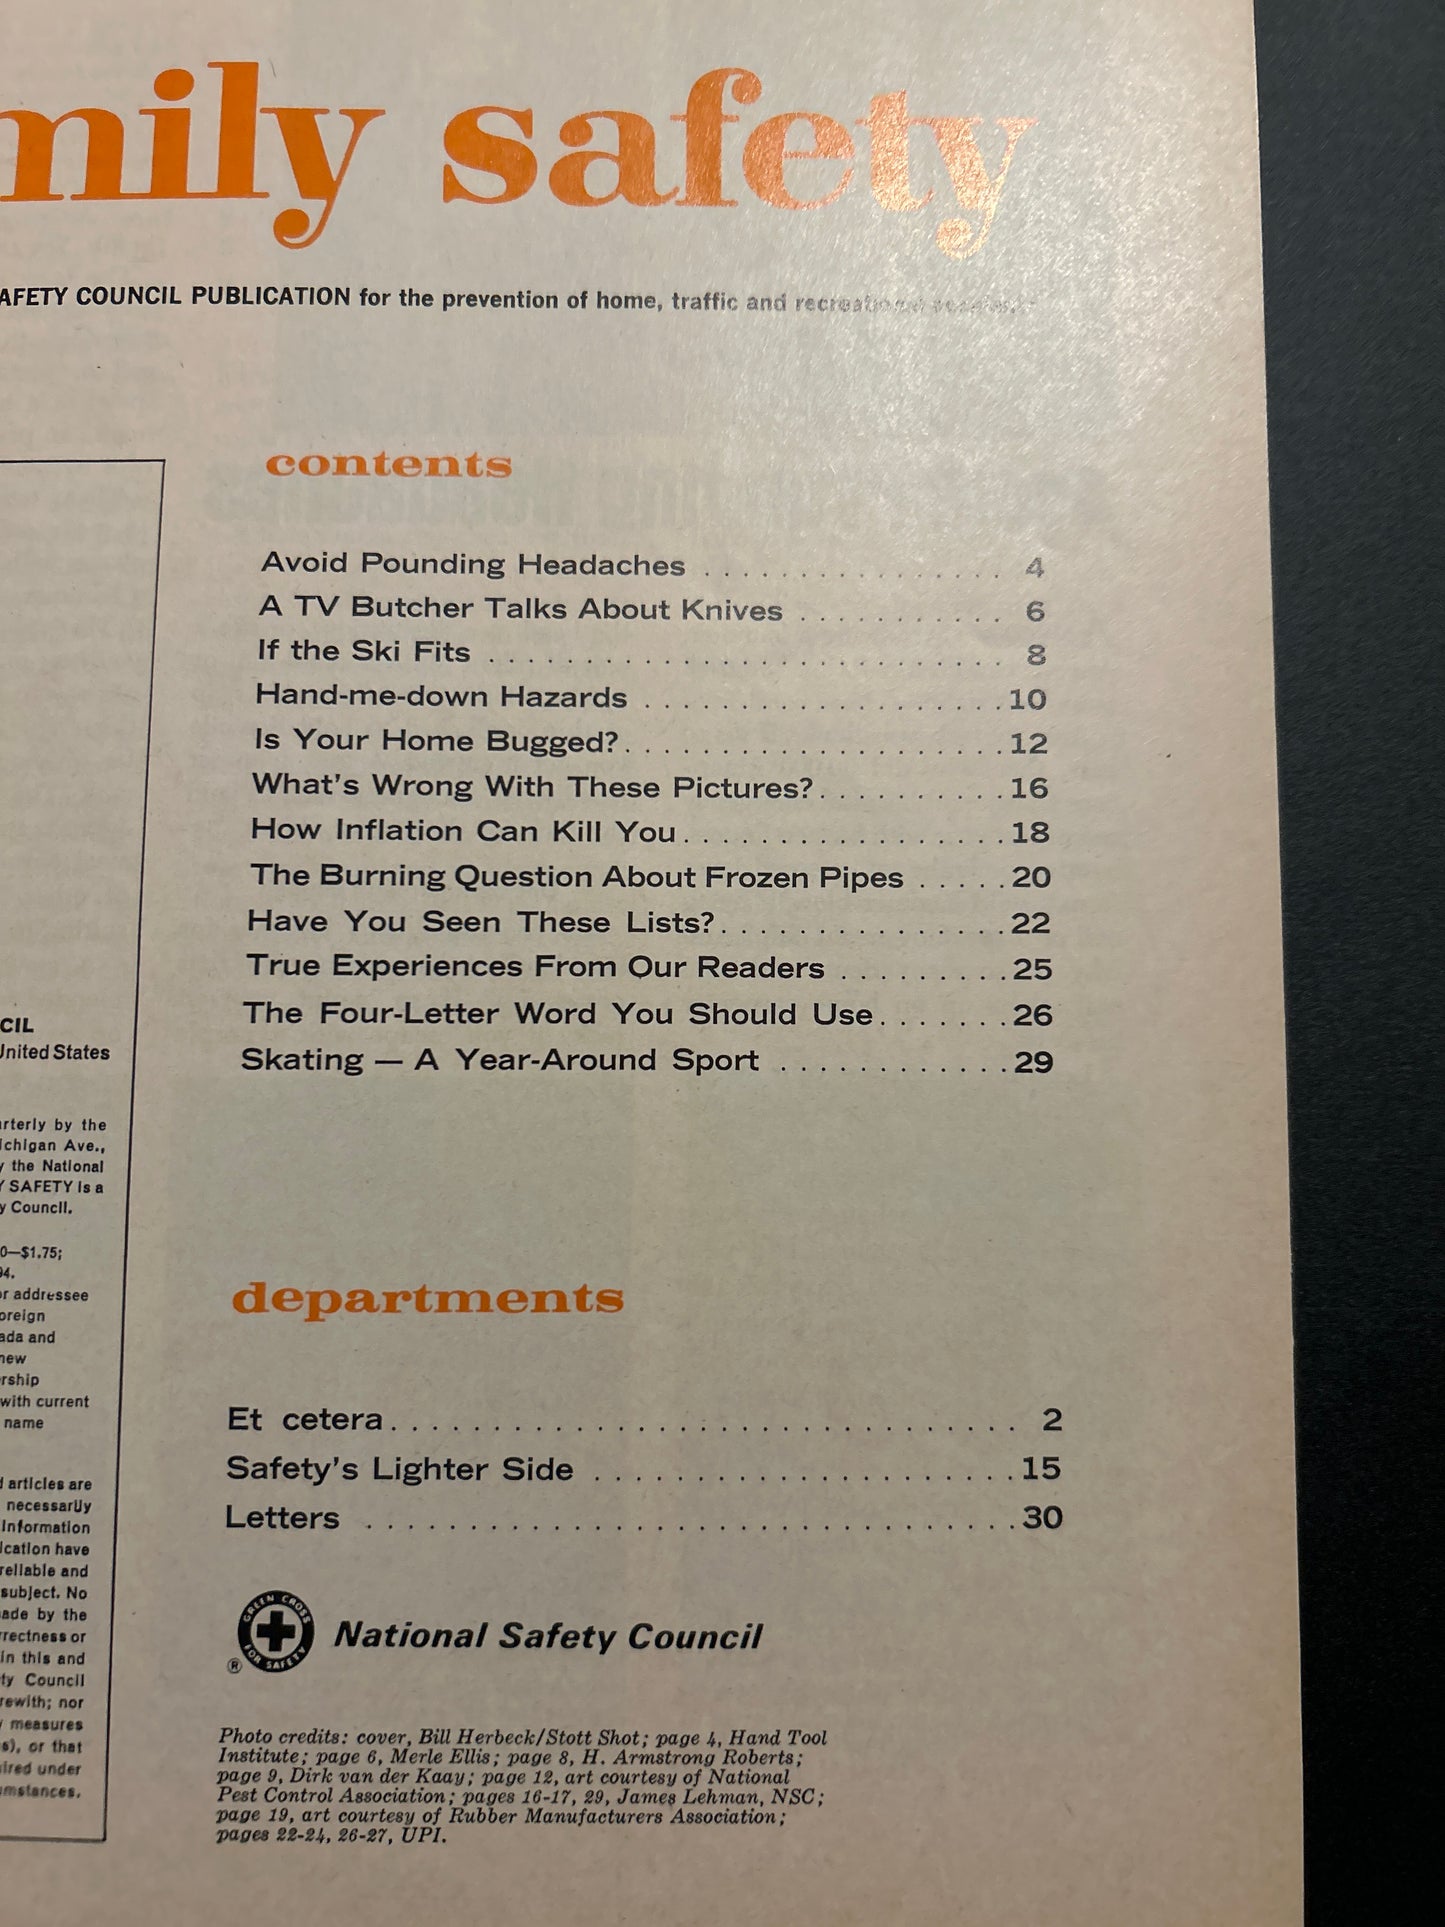 mily safety
AFETY COUNCIL PUBLICATION for the prevention of home, traffic and recreational
contents
Avoid Pounding Headaches . . . . . . . . . . . . . . . . 4
A TV Butcher Talks About Knives . . . . . . . . . . . 6
If the Ski Fits . . . . . . . . . . . . . . . . . . . . . . . . . . . 8
Hand-me-down Hazards . . . . . . . . . . . . . . . . . . . 10
Is Your Home Bugged? . . . . . . . . . . . . . . . . . . . . 12
What's Wrong With These Pictures? . . . . . . . . . . 16
How Inflation Can Kill You . . . . . . . . . . . . . . . . . 18
The Burning Question About Frozen Pipes . . . . . 20
Have You Seen These Lists? . . . . . . . . . . . . . . . 22
True Experiences From Our Readers . . . . . . . . . 25
The Four-Letter Word You Should Use . . . . . . . 26
Skating — A Year-Around Sport . . . . . . . . . . . . 29
departments
Et cetera . . . . . . . . . . . . . . . . . . . . . . . . . . . . . 2
Safety's Lighter Side . . . . . . . . . . . . . . . . . . . . 15
Letters . . . . . . . . . . . . . . . . . . . . . . . . . . . . . . 30
GREEN CROSS
FOR SAFETY
®
National Safety Council
Photo credits: cover, Bill Herbeck/Stott Shot; page 4, Hand Tool
Institute; page 6, Merle Ellis; page 8, H. Armstrong Roberts;
page 9, Dirk van der Kaay; page 12, art courtesy of National
Pest Control Association; pages 16-17, 29, James Lehman, NSC;
page 19, art courtesy of Rubber Manufacturers Association;
pages 22-24, 26-27, UPI.
CIL
United States
rterly by the
ichigan Ave.,
y the National
Y SAFETY is a
y Council.
0—$1.75;
94.
or addressee
oreign
ada and
new
rship
with current
name
d articles are
necessarily
information
ication have
reliable and
subject. No
ade by the
rrectness or
in this and
ty Council
rewith; nor
y measures
s), or that
ired under
mstances.